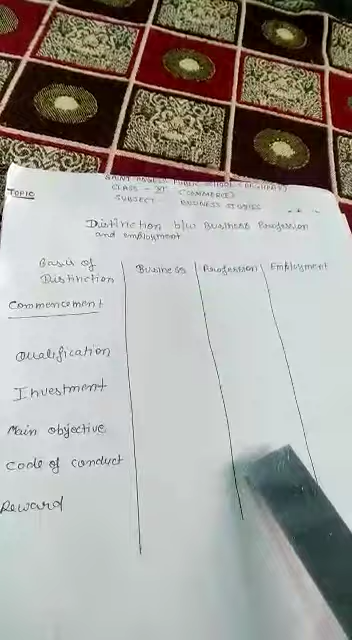 TOPIC
CLASS - XI (COMMERCE)
SUBJECT BUSINESS STUDIES
Distinction b/w Business Profession
and employment
Basis of
Distinction
Business
Profession
Employment
Commencement
Qualification
Investment
Main objective
Code of conduct
Reward